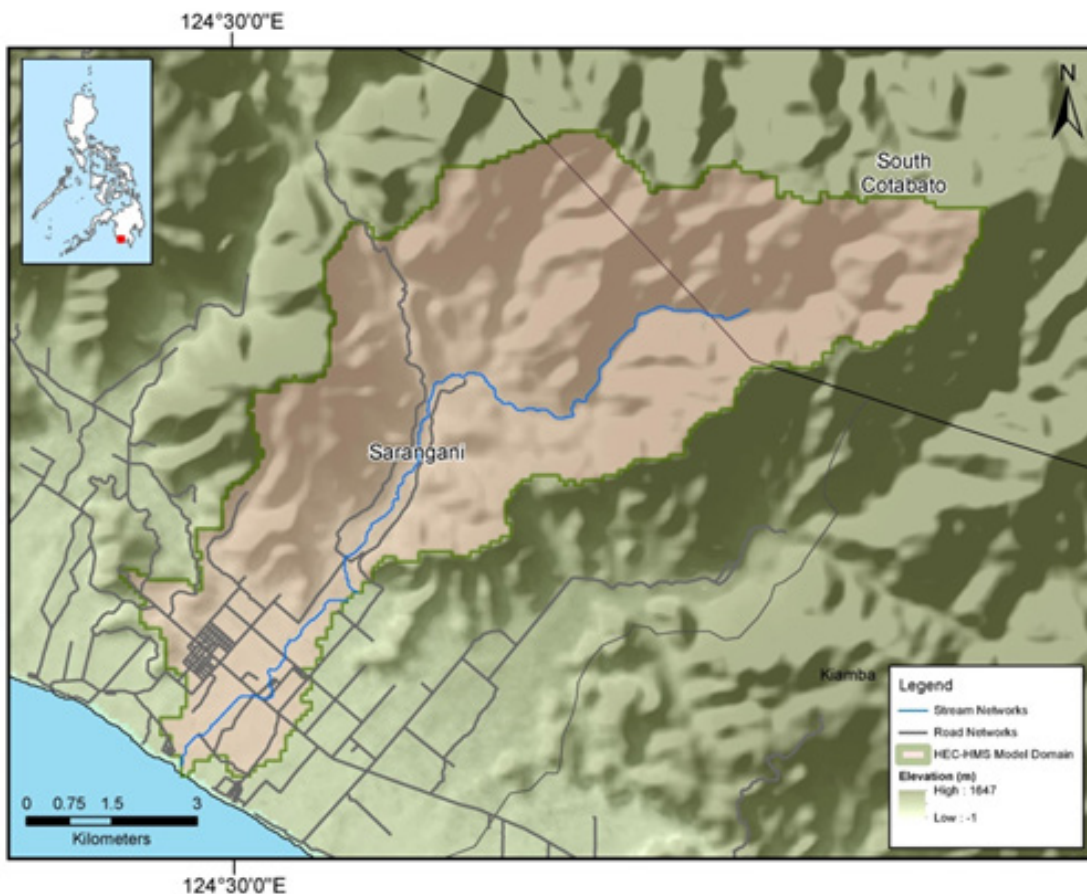 124°30'0"E
N
South
Cotabato
Sarangani
Kiamba
Legend
Stream Networks
Road Networks
HEC-HMS Model Domain
Elevation (m)
High : 1647
Low : -1
0 0.75 1.5 3
Kilometers
124°30'0"E